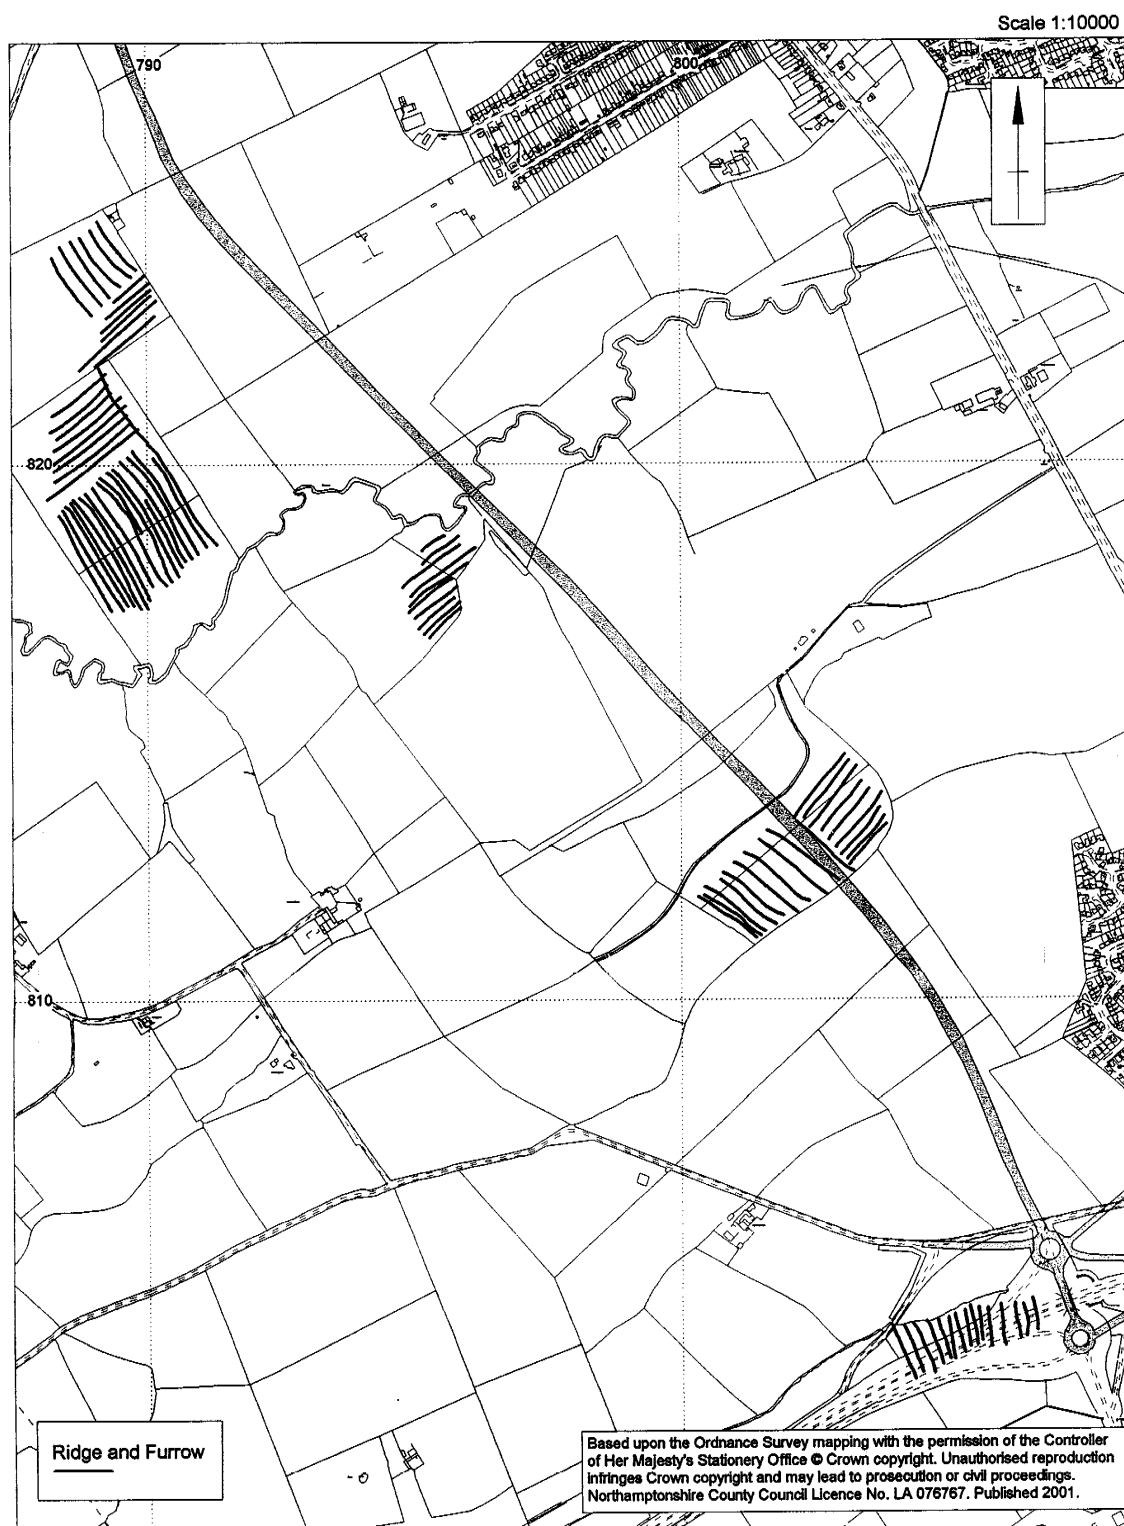 Scale 1:10000
790
800
820
810
Ridge and Furrow
Based upon the Ordnance Survey mapping with the permission of the Controller
of Her Majesty's Stationery Office © Crown copyright. Unauthorised reproduction
infringes Crown copyright and may lead to prosecution or civil proceedings.
Northamptonshire County Council Licence No. LA 076767. Published 2001.